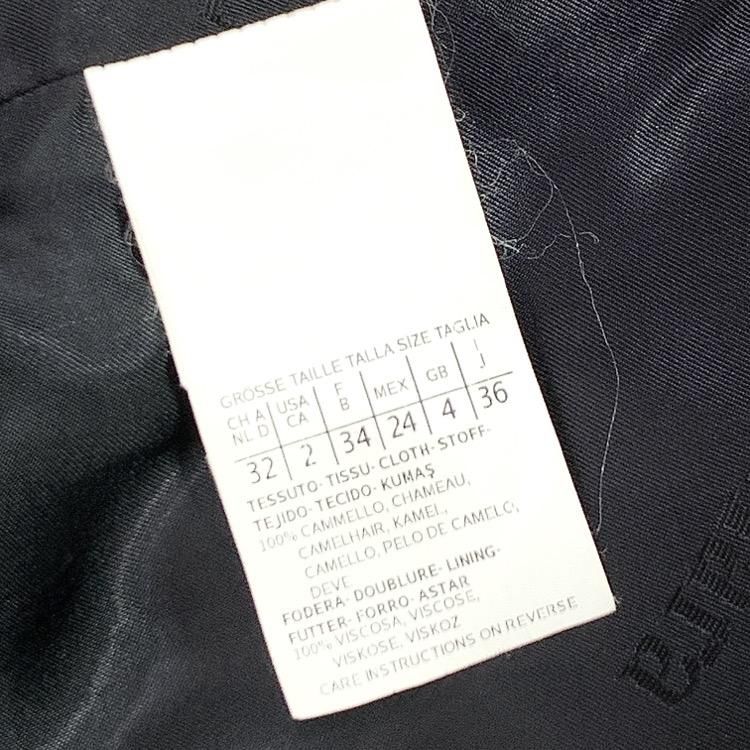 GRÖSSE TAILLE TALLA SIZE TAGLIA
CH A USA F MEX GB I
NL D CA B J
32 2 34 24 4 36
TESSUTO- TISSU- CLOTH- STOFF-
TEJIDO- TECIDO- KUMAŞ
100% CAMMELLO, CHAMEAU,
CAMELHAIR, KAMEL,
CAMELLO, PELO DE CAMELO,
DEVE
FODERA- DOUBLURE- LINING-
FUTTER- FORRO- ASTAR
100% VISCOSA, VISCOSE,
VISKOSE, VISKOZ
CARE INSTRUCTIONS ON REVERSE